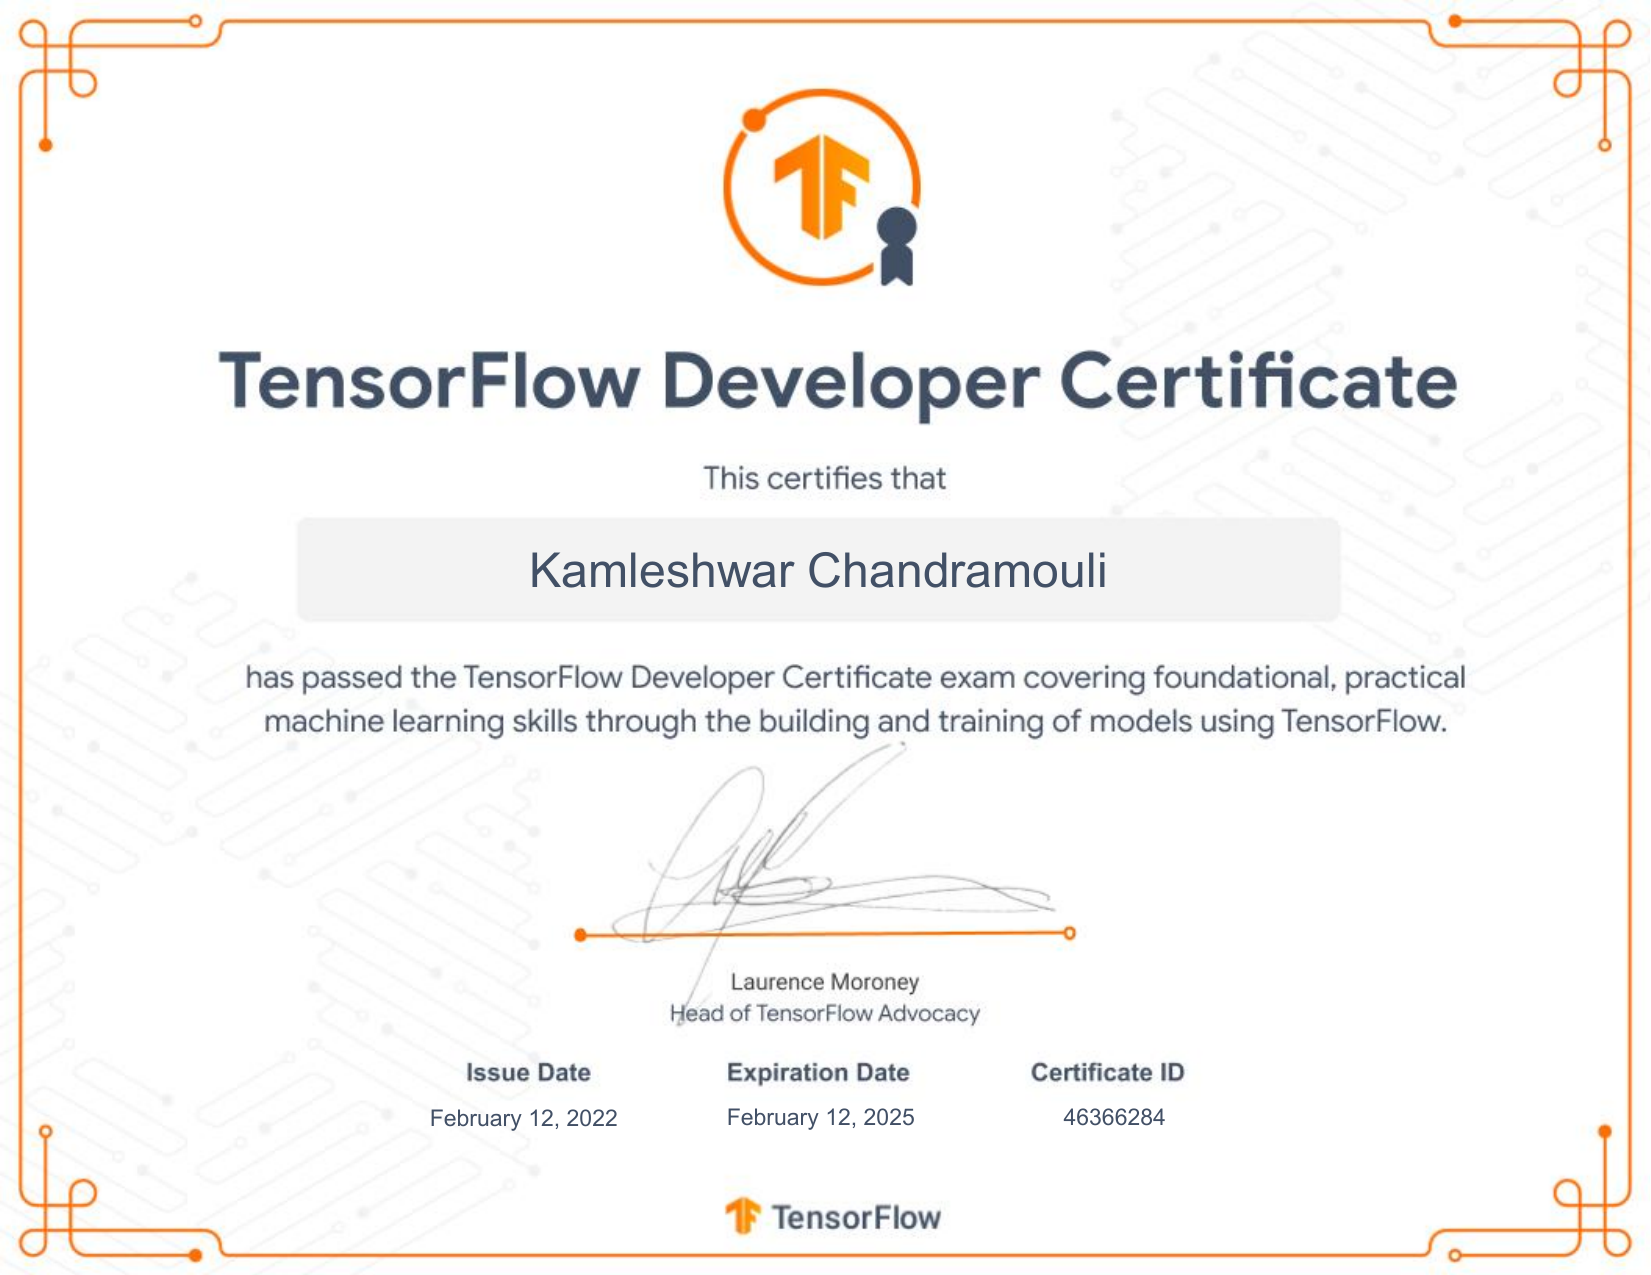 TensorFlow Developer Certificate
This certifies that
Kamleshwar Chandramouli
has passed the TensorFlow Developer Certificate exam covering foundational, practical
machine learning skills through the building and training of models using TensorFlow.
Laurence Moroney
Head of TensorFlow Advocacy
Issue Date Expiration Date Certificate ID
February 12, 2022 February 12, 2025 46366284
TensorFlow